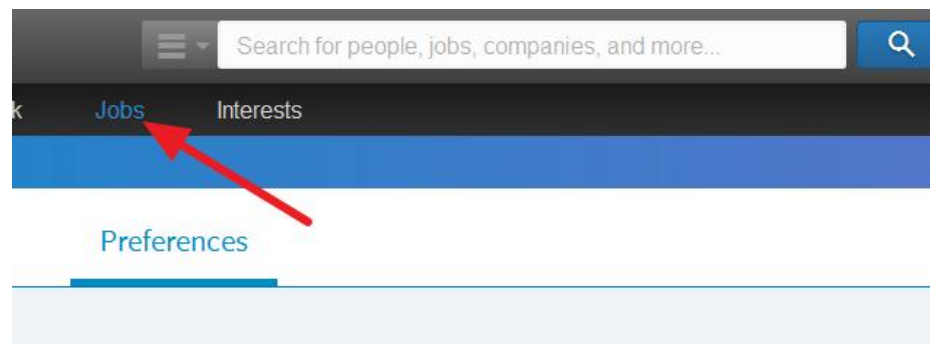 Search for people, jobs, companies, and more...
k Jobs Interests
Preferences